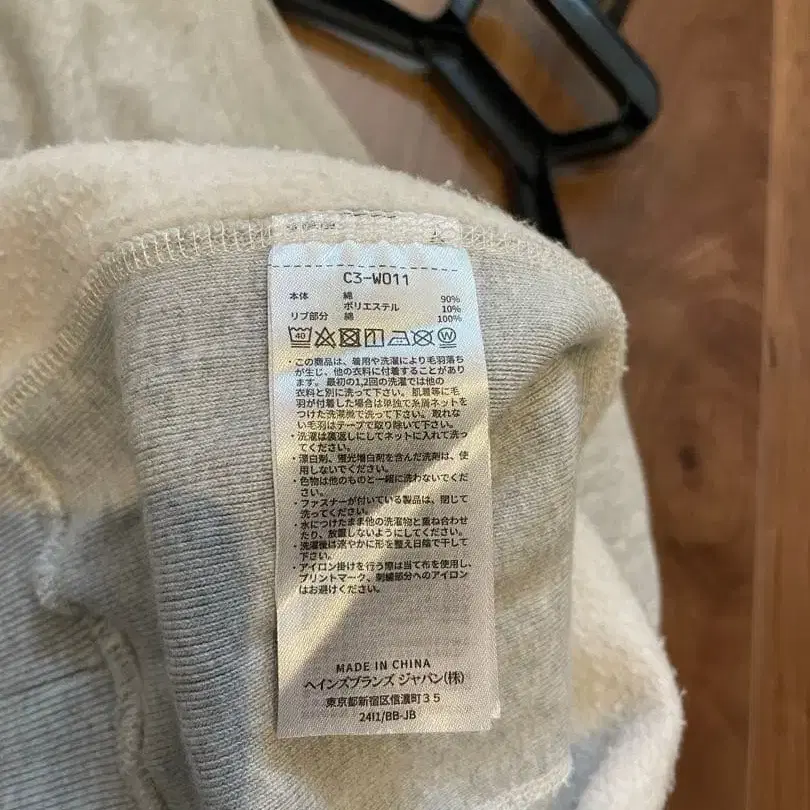 C3-W011
本体 綿 90%
ポリエステル 10%
リブ部分 綿 100%
40
W
・この商品は、着用や洗濯により毛羽落ち
が生じ、他の衣料に付着することがあり
ます。最初の1,2回の洗濯では他の
衣料と別に洗って下さい。肌着等に毛
羽が付着した場合は単独で糸屑ネットを
つけた洗濯機で洗って下さい。取れな
い毛羽はテープで取り除いて下さい。
・洗濯は裏返しにしてネットに入れて洗っ
てください。
・漂白剤、蛍光増白剤を含んだ洗剤は、使
用しないでください。
・色物は他のものと一緒に洗わないでくだ
さい。
・ファスナーが付いている製品は、閉じて
洗ってください。
・水につけたまま他の洗濯物と重ね合わせ
たり、放置しないようにしてください。
・洗濯後は速やかに形を整え日陰で干して
下さい。
・アイロン掛けを行う際は当て布を使用し、
プリントマーク、刺繍部分へのアイロン
はお避けください。
MADE IN CHINA
ヘインズブランズ ジャパン(株)
東京都新宿区信濃町35
24I1/BB-JB